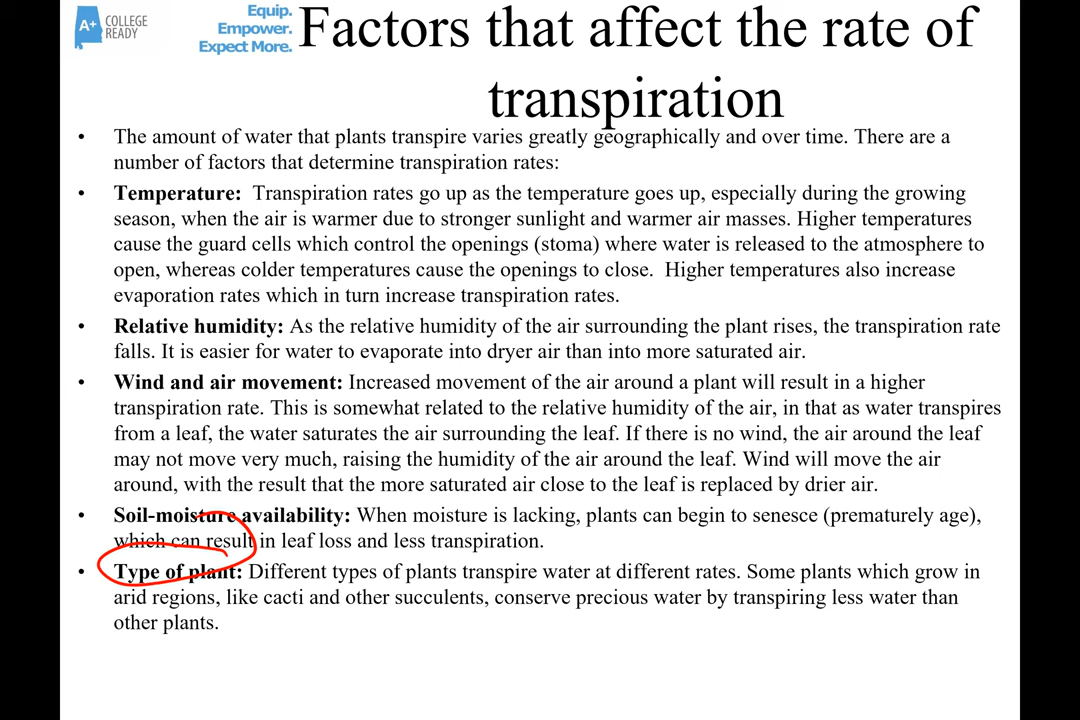 A+ COLLEGE
READY
Equip.
Empower.
Expect More.
Factors that affect the rate of
transpiration
• The amount of water that plants transpire varies greatly geographically and over time. There are a
number of factors that determine transpiration rates:
• Temperature: Transpiration rates go up as the temperature goes up, especially during the growing
season, when the air is warmer due to stronger sunlight and warmer air masses. Higher temperatures
cause the guard cells which control the openings (stoma) where water is released to the atmosphere to
open, whereas colder temperatures cause the openings to close. Higher temperatures also increase
evaporation rates which in turn increase transpiration rates.
• Relative humidity: As the relative humidity of the air surrounding the plant rises, the transpiration rate
falls. It is easier for water to evaporate into dryer air than into more saturated air.
• Wind and air movement: Increased movement of the air around a plant will result in a higher
transpiration rate. This is somewhat related to the relative humidity of the air, in that as water transpires
from a leaf, the water saturates the air surrounding the leaf. If there is no wind, the air around the leaf
may not move very much, raising the humidity of the air around the leaf. Wind will move the air
around, with the result that the more saturated air close to the leaf is replaced by drier air.
• Soil-moisture availability: When moisture is lacking, plants can begin to senesce (prematurely age),
which can result in leaf loss and less transpiration.
• Type of plant: Different types of plants transpire water at different rates. Some plants which grow in
arid regions, like cacti and other succulents, conserve precious water by transpiring less water than
other plants.